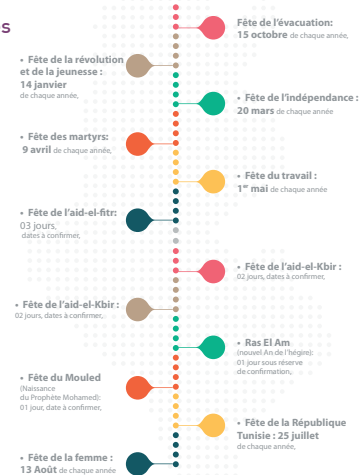 s
Fête de l'évacuation:
15 octobre de chaque année,
• Fête de la révolution
et de la jeunesse :
14 janvier
de chaque année,
• Fête de l'indépendance :
20 mars de chaque année
• Fête des martyrs:
9 avril de chaque année,
• Fête du travail :
1er mai de chaque année
• Fête de l'aid-el-fitr:
03 jours,
dates à confirmer,
• Fête de l'aid-el-Kbir :
02 jours, dates à confirmer,
• Fête de l'aid-el-Kbir :
02 jours, dates à confirmer,
• Ras El Am
(nouvel An de l'hégire):
01 jour sous réserve
de confirmation,
• Fête du Mouled
(Naissance
du Prophète Mohamed):
01 jour, date à confirmer,
• Fête de la République
Tunisie : 25 juillet
de chaque année,
• Fête de la femme :
13 Août de chaque année